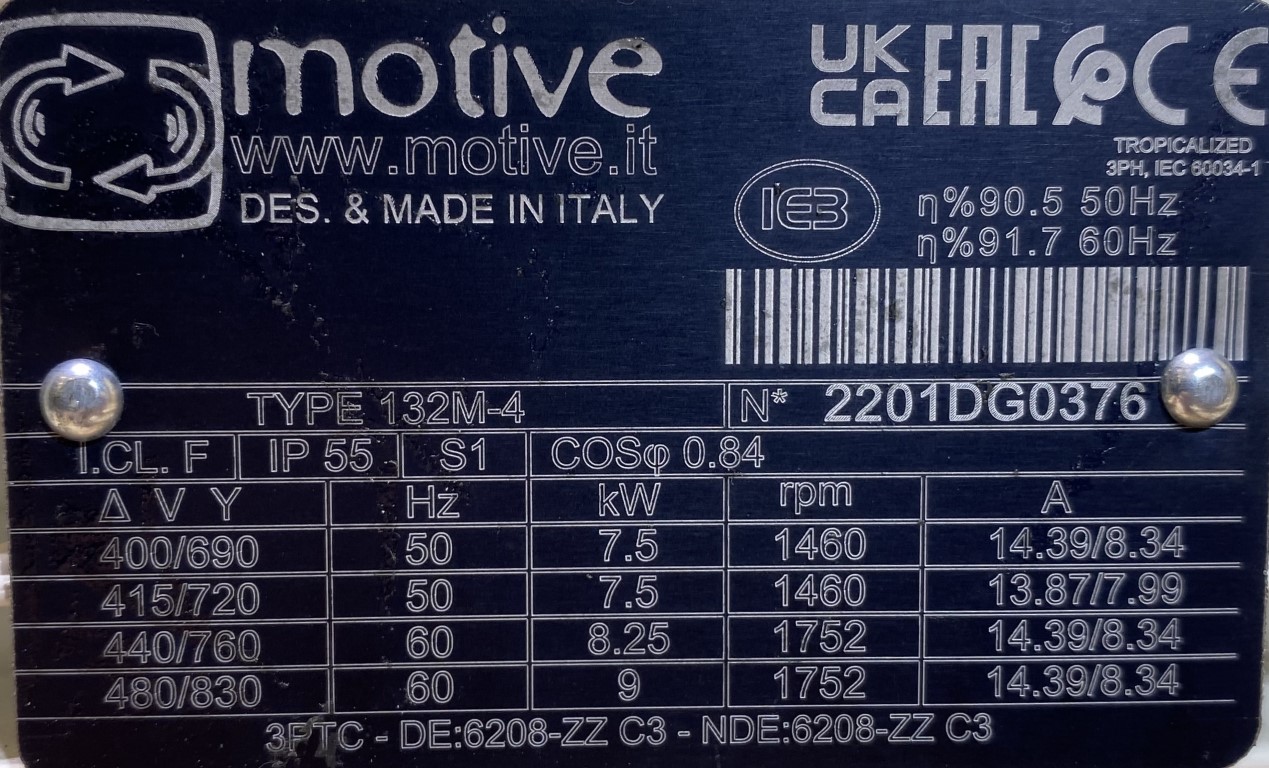 motive
www.motive.it
DES. & MADE IN ITALY
UK CA EAC CE
TROPICALIZED
3PH, IEC 60034-1
IE3
η%90.5 50Hz
η%91.7 60Hz
TYPE 132M-4 N* 2201DG0376
I.CL. F IP 55 S1 COSφ 0.84
Δ V Y Hz kW rpm A
400/690 50 7.5 1460 14.39/8.34
415/720 50 7.5 1460 13.87/7.99
440/760 60 8.25 1752 14.39/8.34
480/830 60 9 1752 14.39/8.34
3PTC - DE:6208-ZZ C3 - NDE:6208-ZZ C3